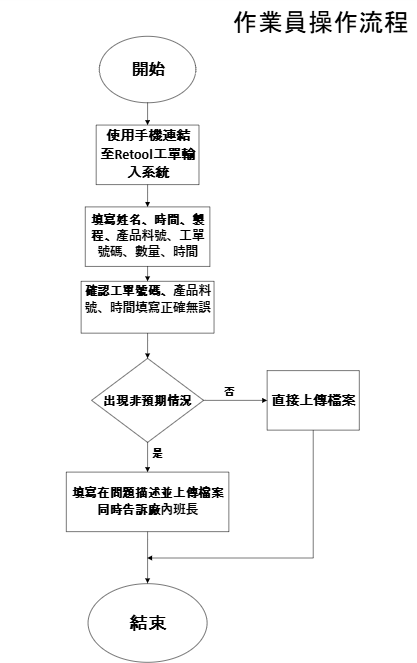 作業員操作流程
開始
使用手機連結
至Retool工單輸
入系統
填寫姓名、時間、製
程、產品料號、工單
號碼、數量、時間
確認工單號碼、產品料
號、時間填寫正確無誤
出現非預期情況
否
直接上傳檔案
是
填寫在問題描述並上傳檔案
同時告訴廠內班長
結束